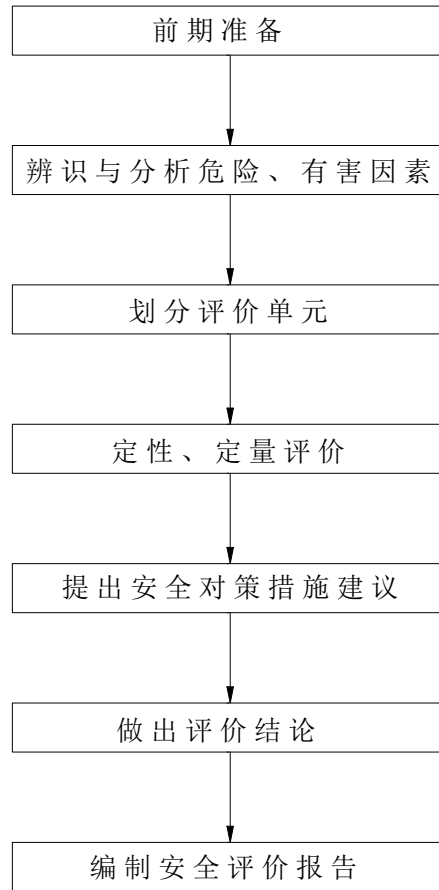 前期准备
辨识与分析危险、有害因素
划分评价单元
定性、定量评价
提出安全对策措施建议
做出评价结论
编制安全评价报告